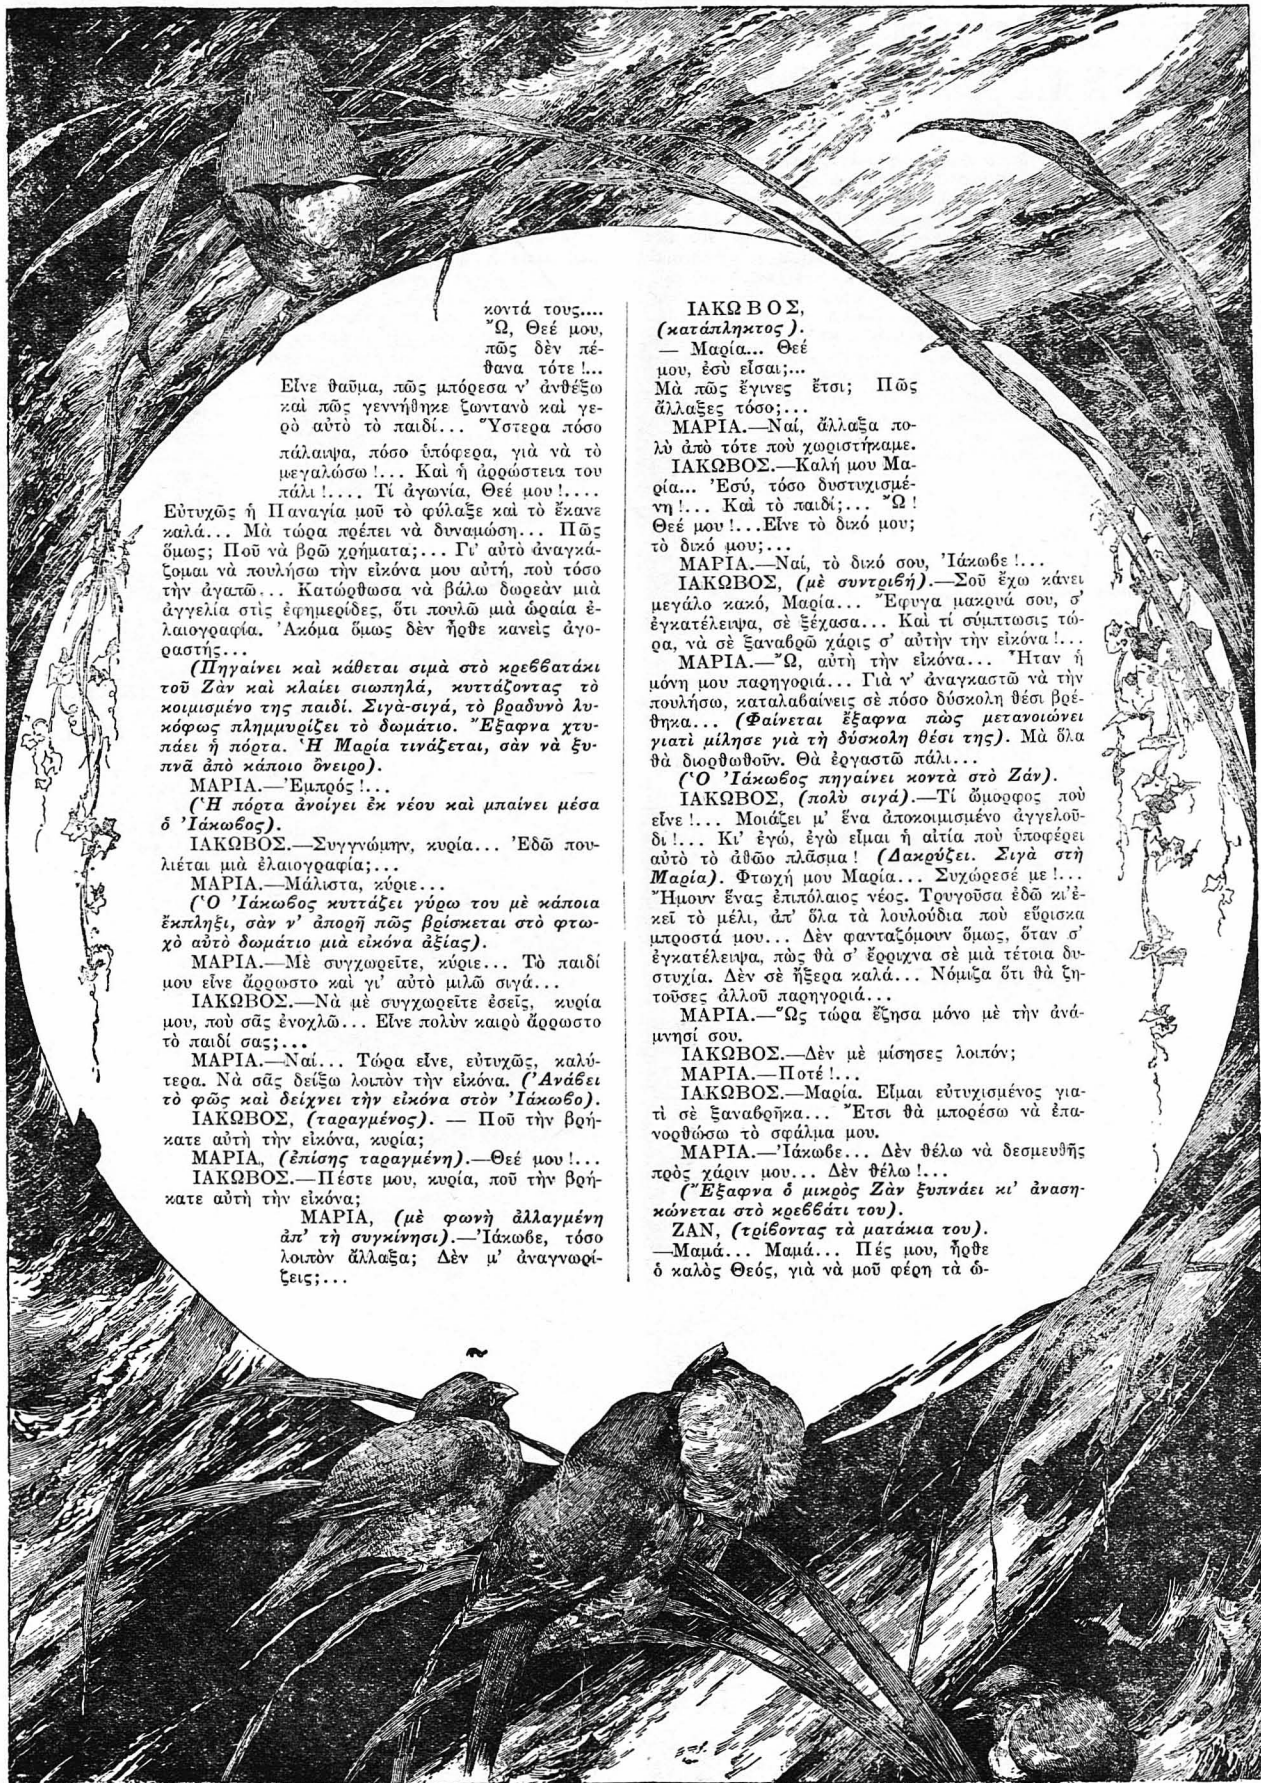 κοντά τους....
Ὤ, Θεέ μου,
πῶς δὲν πέ-
θανα τότε !...
Εἶνε θαῦμα, πῶς μπόρεσα ν' ἀνθέξω
καὶ πῶς γεννήθηκε ζωντανὸ καὶ γε-
ρὸ αὐτὸ τὸ παιδί... Ὕστερα πόσο
πάλαιψα, πόσο ὑπόφερα, γιὰ νὰ τὸ
μεγαλώσω !... Καὶ ἡ ἀρρώστεια του
πάλι !.... Τί ἀγωνία, Θεέ μου !....
Εὐτυχῶς ἡ Παναγία μοῦ τὸ φύλαξε καὶ τὸ ἔκανε
καλά... Μὰ τώρα πρέπει νὰ δυναμώση... Πῶς
ὅμως; Ποῦ νὰ βρῶ χρήματα;... Γι' αὐτὸ ἀναγκά-
ζομαι νὰ πουλήσω τὴν εἰκόνα μου αὐτή, ποὺ τόσο
τὴν ἀγαπῶ... Κατώρθωσα νὰ βάλω δωρεὰν μιὰ
ἀγγελία στὶς ἐφημερίδες, ὅτι πουλῶ μιὰ ὡραία ἐ-
λαιογραφία. Ἀκόμα ὅμως δὲν ἦρθε κανεὶς ἀγο-
ραστής...
(Πηγαίνει καὶ κάθεται σιμὰ στὸ κρεββατάκι
τοῦ Ζὰν καὶ κλαίει σιωπηλά, κυττάζοντας τὸ
κοιμισμένο της παιδί. Σιγὰ-σιγά, τὸ βραδυνὸ λυ-
κόφως πλημμυρίζει τὸ δωμάτιο. Ἔξαφνα χτυ-
πάει ἡ πόρτα. Ἡ Μαρία τινάζεται, σὰν νὰ ξυ-
πνᾶ ἀπὸ κάποιο ὄνειρο).
ΜΑΡΙΑ.—Ἐμπρός !...
(Ἡ πόρτα ἀνοίγει ἐκ νέου καὶ μπαίνει μέσα
ὁ Ἰάκωβος).
ΙΑΚΩΒΟΣ.—Συγγνώμην, κυρία... Ἐδῶ που-
λιέται μιὰ ἐλαιογραφία;...
ΜΑΡΙΑ.—Μάλιστα, κύριε...
(Ὁ Ἰάκωβος κυττάζει γύρω του μὲ κάποια
ἔκπληξι, σὰν ν' ἀπορῆ πῶς βρίσκεται στὸ φτω-
χὸ αὐτὸ δωμάτιο μιὰ εἰκόνα ἀξίας).
ΜΑΡΙΑ.—Μὲ συγχωρεῖτε, κύριε... Τὸ παιδί
μου εἶνε ἄρρωστο καὶ γι' αὐτὸ μιλῶ σιγά...
ΙΑΚΩΒΟΣ.—Νὰ μὲ συγχωρεῖτε ἐσεῖς, κυρία
μου, ποὺ σᾶς ἐνοχλῶ... Εἶνε πολὺν καιρὸ ἄρρωστο
τὸ παιδί σας;...
ΜΑΡΙΑ.—Ναί... Τώρα εἶνε, εὐτυχῶς, καλύ-
τερα. Νὰ σᾶς δείξω λοιπὸν τὴν εἰκόνα. (Ἀνάβει
τὸ φῶς καὶ δείχνει τὴν εἰκόνα στὸν Ἰάκωβο).
ΙΑΚΩΒΟΣ, (ταραγμένος). — Ποῦ τὴν βρή-
κατε αὐτὴ τὴν εἰκόνα, κυρία;
ΜΑΡΙΑ, (ἐπίσης ταραγμένη).—Θεέ μου !...
ΙΑΚΩΒΟΣ.—Πέστε μου, κυρία, ποῦ τὴν βρή-
κατε αὐτὴ τὴν εἰκόνα;
ΜΑΡΙΑ, (μὲ φωνὴ ἀλλαγμένη
ἀπ' τὴ συγκίνησι).—Ἰάκωβε, τόσο
λοιπὸν ἄλλαξα; Δὲν μ' ἀναγνωρί-
ζεις;...
ΙΑΚΩΒΟΣ,
(κατάπληκτος ).
— Μαρία... Θεέ
μου, ἐσὺ εἶσαι;...
Μὰ πῶς ἔγινες ἔτσι; Πῶς
ἄλλαξες τόσο;...
ΜΑΡΙΑ.—Ναί, ἄλλαξα πο-
λὺ ἀπὸ τότε ποὺ χωριστήκαμε.
ΙΑΚΩΒΟΣ.—Καλή μου Μα-
ρία... Ἐσύ, τόσο δυστυχισμέ-
νη !... Καὶ τὸ παιδί;... Ὤ !
Θεέ μου !...Εἶνε τὸ δικό μου;
τὸ δικό μου;...
ΜΑΡΙΑ.—Ναί, τὸ δικό σου, Ἰάκωβε !...
ΙΑΚΩΒΟΣ, (μὲ συντριβή).—Σοῦ ἔχω κάνει
μεγάλο κακό, Μαρία... Ἔφυγα μακρυά σου, σ'
ἐγκατέλειψα, σὲ ξέχασα... Καὶ τί σύμπτωσις τώ-
ρα, νὰ σὲ ξαναβρῶ χάρις σ' αὐτὴν τὴν εἰκόνα !...
ΜΑΡΙΑ.—Ὤ, αὐτὴ τὴν εἰκόνα... Ἦταν ἡ
μόνη μου παρηγοριά... Γιὰ ν' ἀναγκαστῶ νὰ τὴν
πουλήσω, καταλαβαίνεις σὲ πόσο δύσκολη θέσι βρέ-
θηκα... (Φαίνεται ἔξαφνα πὼς μετανοιώνει
γιατὶ μίλησε γιὰ τὴ δύσκολη θέσι της). Μὰ ὅλα
θὰ διορθωθοῦν. Θὰ ἐργαστῶ πάλι...
(Ὁ Ἰάκωβος πηγαίνει κοντὰ στὸ Ζάν).
ΙΑΚΩΒΟΣ, (πολὺ σιγά).—Τί ὤμορφος ποὺ
εἶνε !... Μοιάζει μ' ἕνα ἀποκοιμισμένο ἀγγελοῦ-
δι !... Κι' ἐγώ, ἐγὼ εἶμαι ἡ αἰτία ποὺ ὑποφέρει
αὐτὸ τὸ ἀθῶο πλᾶσμα ! (Δακρύζει. Σιγὰ στὴ
Μαρία). Φτωχή μου Μαρία... Συχώρεσέ με !...
Ἤμουν ἕνας ἐπιπόλαιος νέος. Τρυγοῦσα ἐδῶ κι'ἐ-
κεῖ τὸ μέλι, ἀπ' ὅλα τὰ λουλούδια ποὺ εὕρισκα
μπροστά μου... Δὲν φανταζόμουν ὅμως, ὅταν σ'
ἐγκατέλειψα, πὼς θὰ σ' ἔρριχνα σὲ μιὰ τέτοια δυ-
στυχία. Δὲν σὲ ἤξερα καλά... Νόμιζα ὅτι θὰ ζη-
τοῦσες ἀλλοῦ παρηγοριά...
ΜΑΡΙΑ.—Ὣς τώρα ἔζησα μόνο μὲ τὴν ἀνά-
μνησί σου.
ΙΑΚΩΒΟΣ.—Δὲν μὲ μίσησες λοιπόν;
ΜΑΡΙΑ.—Ποτέ !...
ΙΑΚΩΒΟΣ.—Μαρία. Εἶμαι εὐτυχισμένος για-
τὶ σὲ ξαναβρῆκα... Ἔτσι θὰ μπορέσω νὰ ἐπα-
νορθώσω τὸ σφάλμα μου.
ΜΑΡΙΑ.—Ἰάκωβε... Δὲν θέλω νὰ δεσμευθῆς
πρὸς χάριν μου... Δὲν θέλω !...
(Ἔξαφνα ὁ μικρὸς Ζὰν ξυπνάει κι' ἀναση-
κώνεται στὸ κρεββάτι του).
ΖΑΝ, (τρίβοντας τὰ ματάκια του).
—Μαμά... Μαμά... Πές μου, ἦρθε
ὁ καλὸς Θεός, γιὰ νὰ μοῦ φέρη τὰ ὡ-